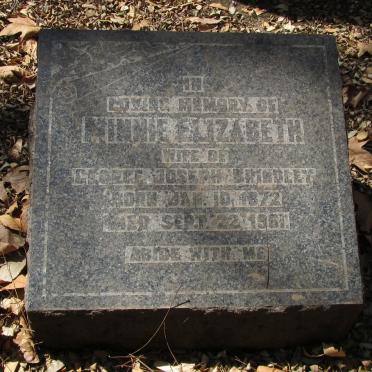 IN
LOVING MEMORY OF
MINNIE ELIZABETH
WIFE OF
GEORGE JOSEPH
BORN 10, 1872
DIED SEPT. 22, 1961
ABIDE WITH ME